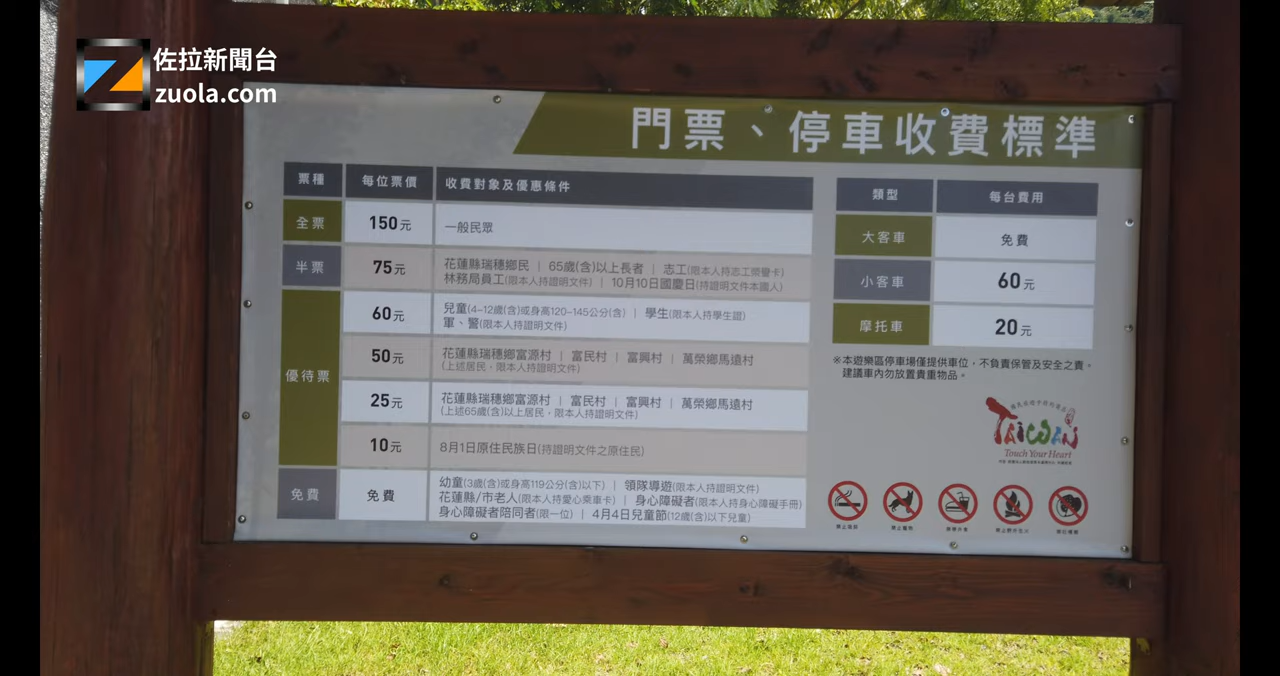 佐拉新聞台
zuola.com
門票、停車收費標準
票種 每位票價 收費對象及優惠條件
全票 150元 一般民眾
半票 75元 花蓮縣瑞穗鄉民 | 65歲(含)以上長者 | 志工(限本人持志工榮譽卡)
林務局員工(限本人持證明文件) | 10月10日國慶日(持證明文件本國人)
優待票
60元 兒童(4-12歲(含)或身高120-145公分(含) | 學生(限本人持學生證)
軍、警(限本人持證明文件)
50元 花蓮縣瑞穗鄉富源村 | 富民村 | 富興村 | 萬榮鄉馬遠村
(上述居民，限本人持證明文件)
25元 花蓮縣瑞穗鄉富源村 | 富民村 | 富興村 | 萬榮鄉馬遠村
(上述65歲(含)以上居民，限本人持證明文件)
10元 8月1日原住民族日(持證明文件之原住民)
免費 免費 幼童(3歲(含)或身高119公分(含)以下) | 領隊導遊(限本人持證明文件)
花蓮縣/市老人(限本人持愛心乘車卡) | 身心障礙者(限本人持身心障礙手冊)
身心障礙者陪同者(限一位) | 4月4日兒童節(12歲(含)以下兒童)
類型 每台費用
大客車 免費
小客車 60元
摩托車 20元
※本遊樂區停車場僅提供車位，不負責保管及安全之責，
建議車內勿放置貴重物品。
TAIWAN
Touch Your Heart